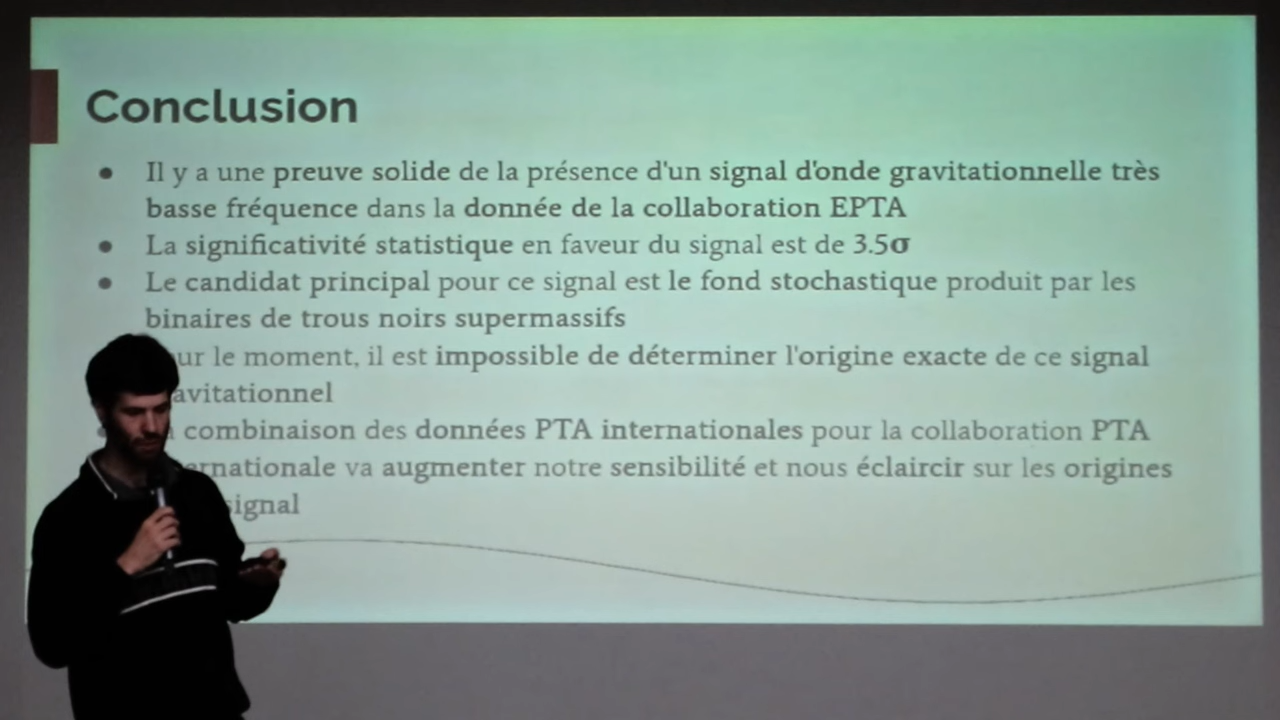 Conclusion
● Il y a une preuve solide de la présence d'un signal d'onde gravitationnelle très
basse fréquence dans la donnée de la collaboration EPTA
● La significativité statistique en faveur du signal est de 3.5σ
● Le candidat principal pour ce signal est le fond stochastique produit par les
binaires de trous noirs supermassifs
ur le moment, il est impossible de déterminer l'origine exacte de ce signal
avitationnel
combinaison des données PTA internationales pour la collaboration PTA
ernationale va augmenter notre sensibilité et nous éclaircir sur les origines
signal